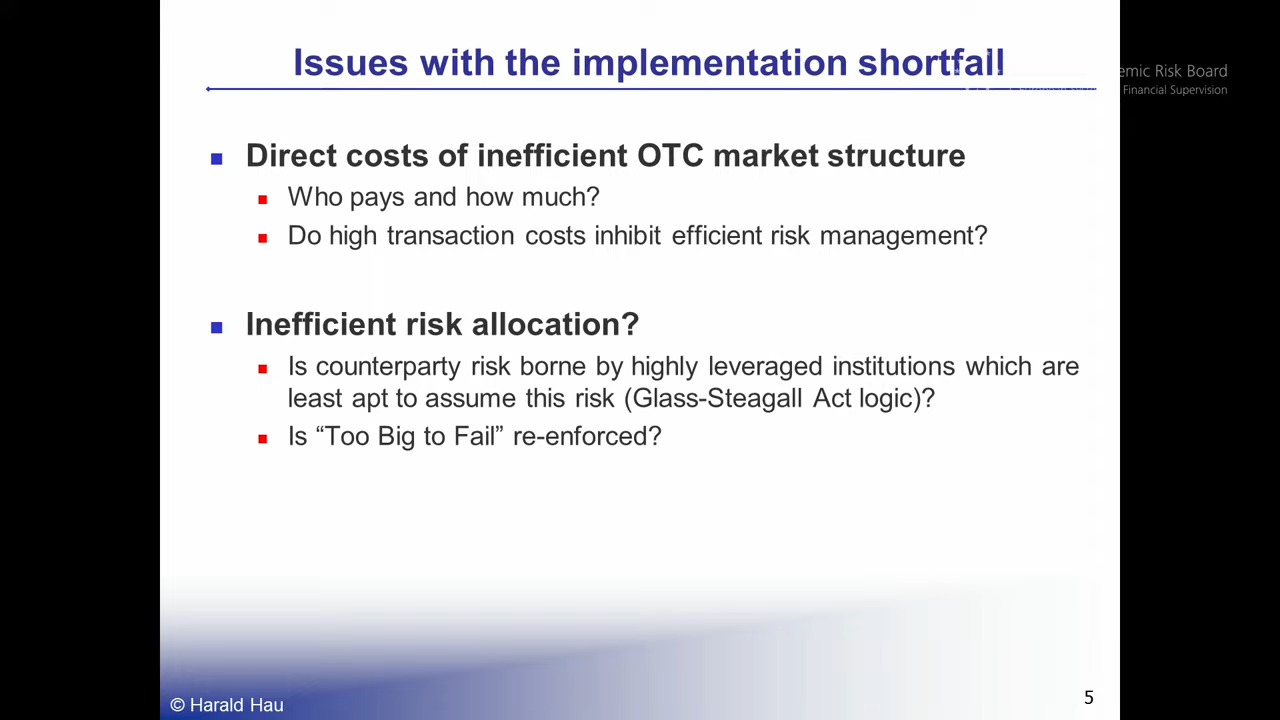 Issues with the implementation shortfall
emic Risk Board
Financial Supervision
Direct costs of inefficient OTC market structure
Who pays and how much?
Do high transaction costs inhibit efficient risk management?
Inefficient risk allocation?
Is counterparty risk borne by highly leveraged institutions which are
least apt to assume this risk (Glass-Steagall Act logic)?
Is “Too Big to Fail” re-enforced?
© Harald Hau
5